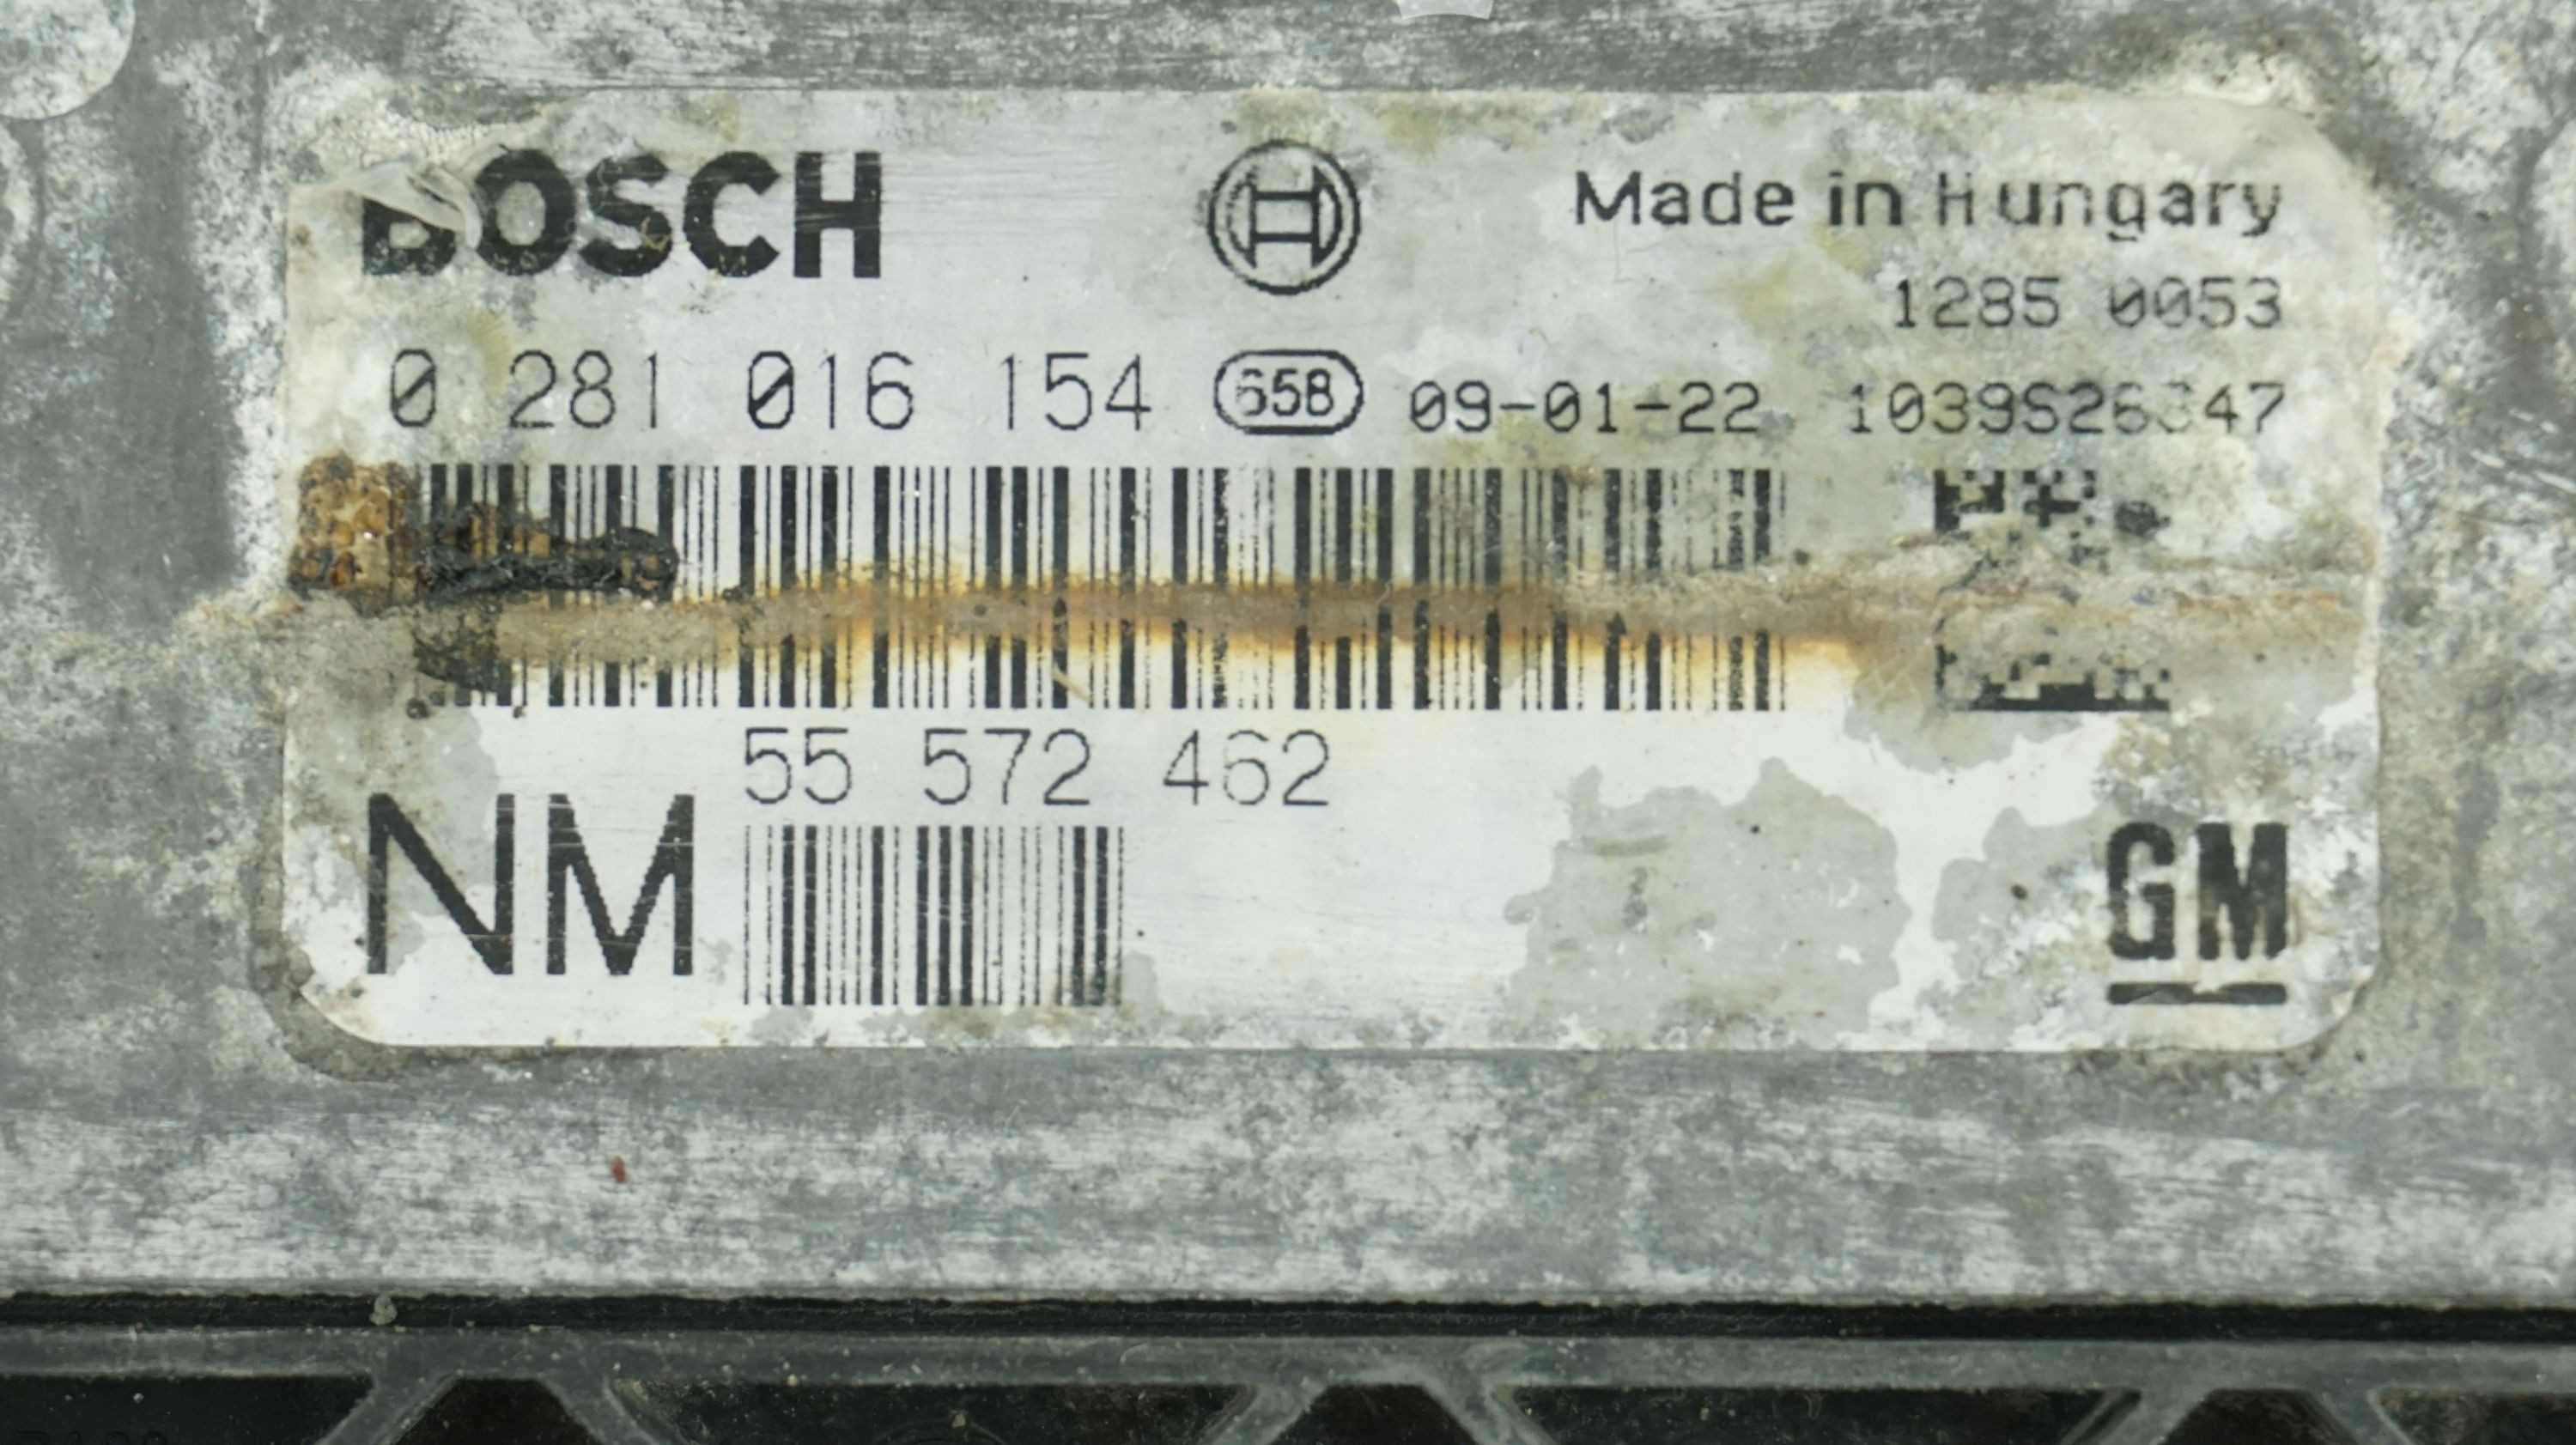 BOSCH Made in Hungary
1285 0053
0 281 016 154 658 09-01-22
55 572 462
NM
GM